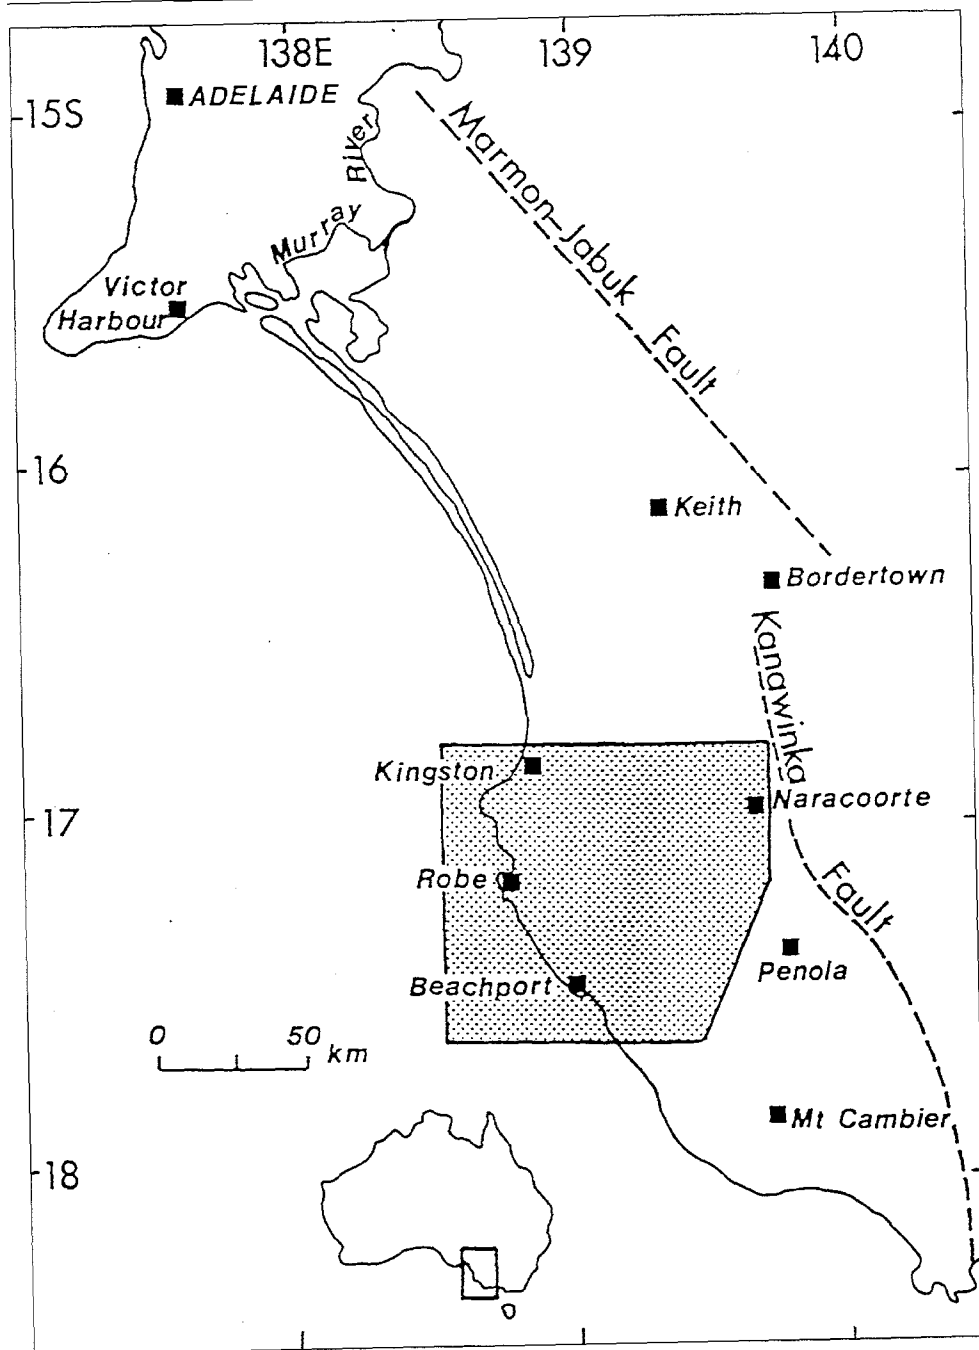 138E
139
140
15S
ADELAIDE
Marmon-Jabuk Fault
Murray River
Victor
Harbour
16
Keith
Bordertown
Kanawinka Fault
Kingston
17
Naracoorte
Robe
Penola
Beachport
0 50
km
Mt Cambier
18